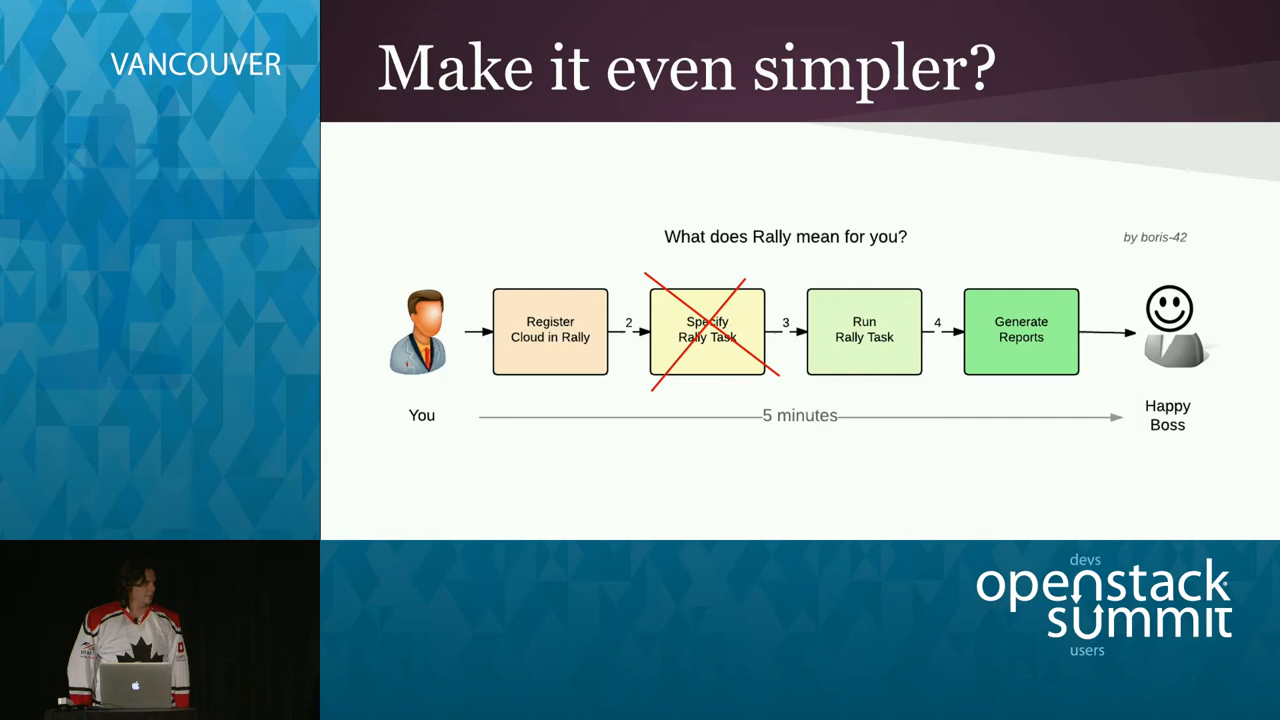 VANCOUVER
Make it even simpler?
What does Rally mean for you?
by boris-42
Register
Cloud in Rally
2
Specify
Rally Task
3
Run
Rally Task
4
Generate
Reports
You
5 minutes
Happy
Boss
devs
openstack
summit
users